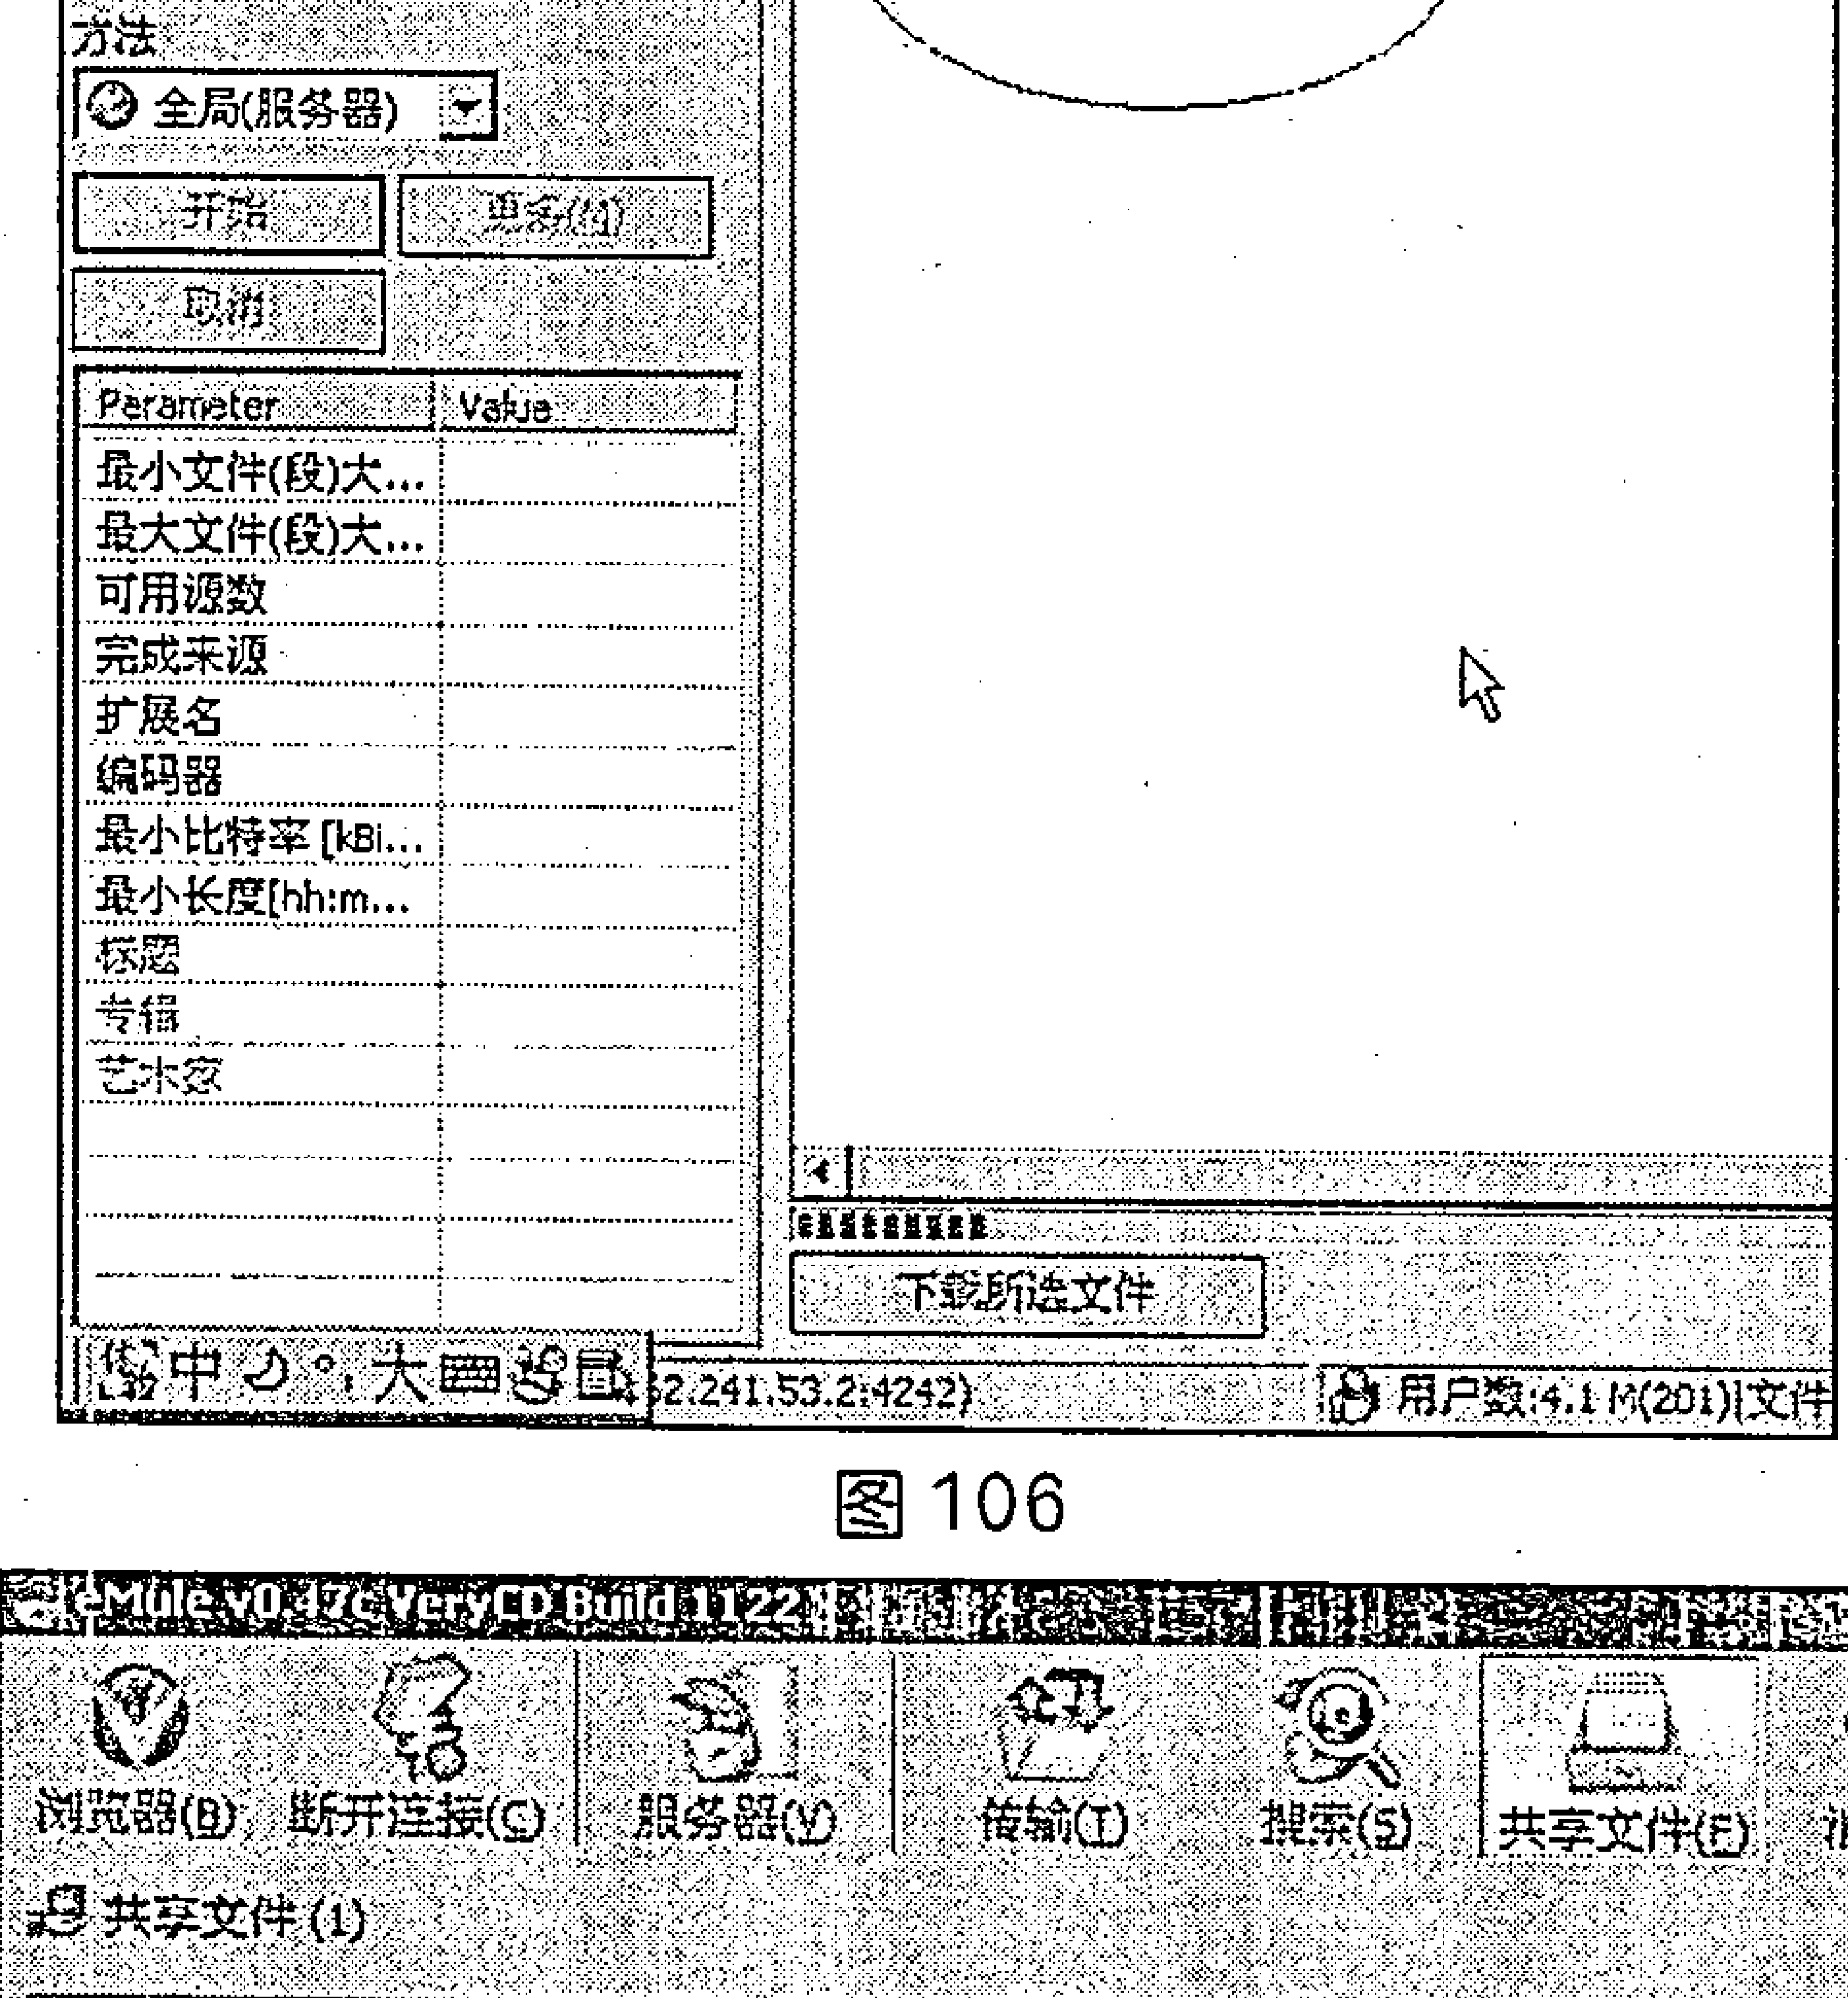 方法
全局(服务器)
开始
更多(M)
取消
Parameter
Value
最小文件(段)大...
最大文件(段)大...
可用源数
完成来源
扩展名
编码器
最小比特率 [kBi...
最小长度[hh:m...
标题
专辑
艺术家
下载所选文件
中 大
2.241.53.2:4242)
用户数:4.1 M(201)|文件
图 106
eMule v0.47c VeryCD Build 1122
浏览器(B)
断开连接(C)
服务器(V)
传输(T)
搜索(S)
共享文件(F)
共享文件 (1)